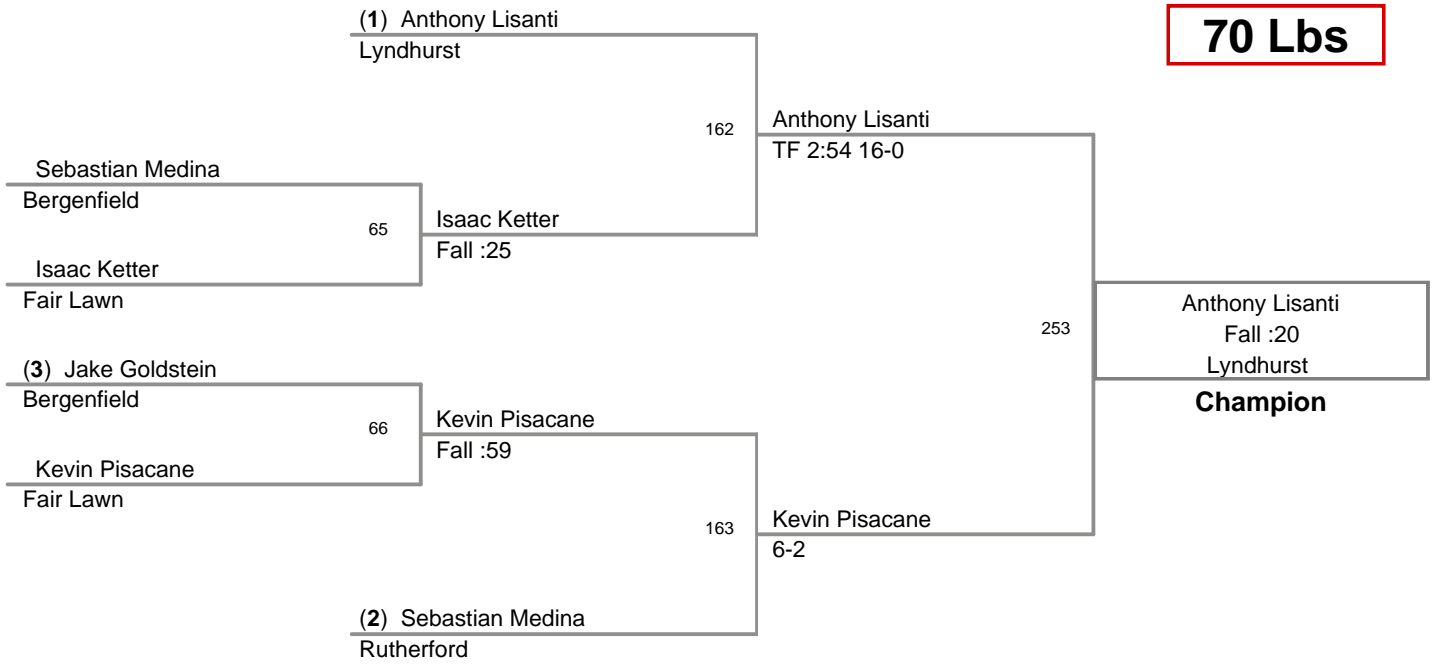 (1) Anthony Lisanti
Lyndhurst
70 Lbs
162
Anthony Lisanti
TF 2:54 16-0
Sebastian Medina
Bergenfield
65
Isaac Ketter
Fall :25
Isaac Ketter
Fair Lawn
253
Anthony Lisanti
Fall :20
Lyndhurst
Champion
(3) Jake Goldstein
Bergenfield
66
Kevin Pisacane
Fall :59
Kevin Pisacane
Fair Lawn
163
Kevin Pisacane
6-2
(2) Sebastian Medina
Rutherford